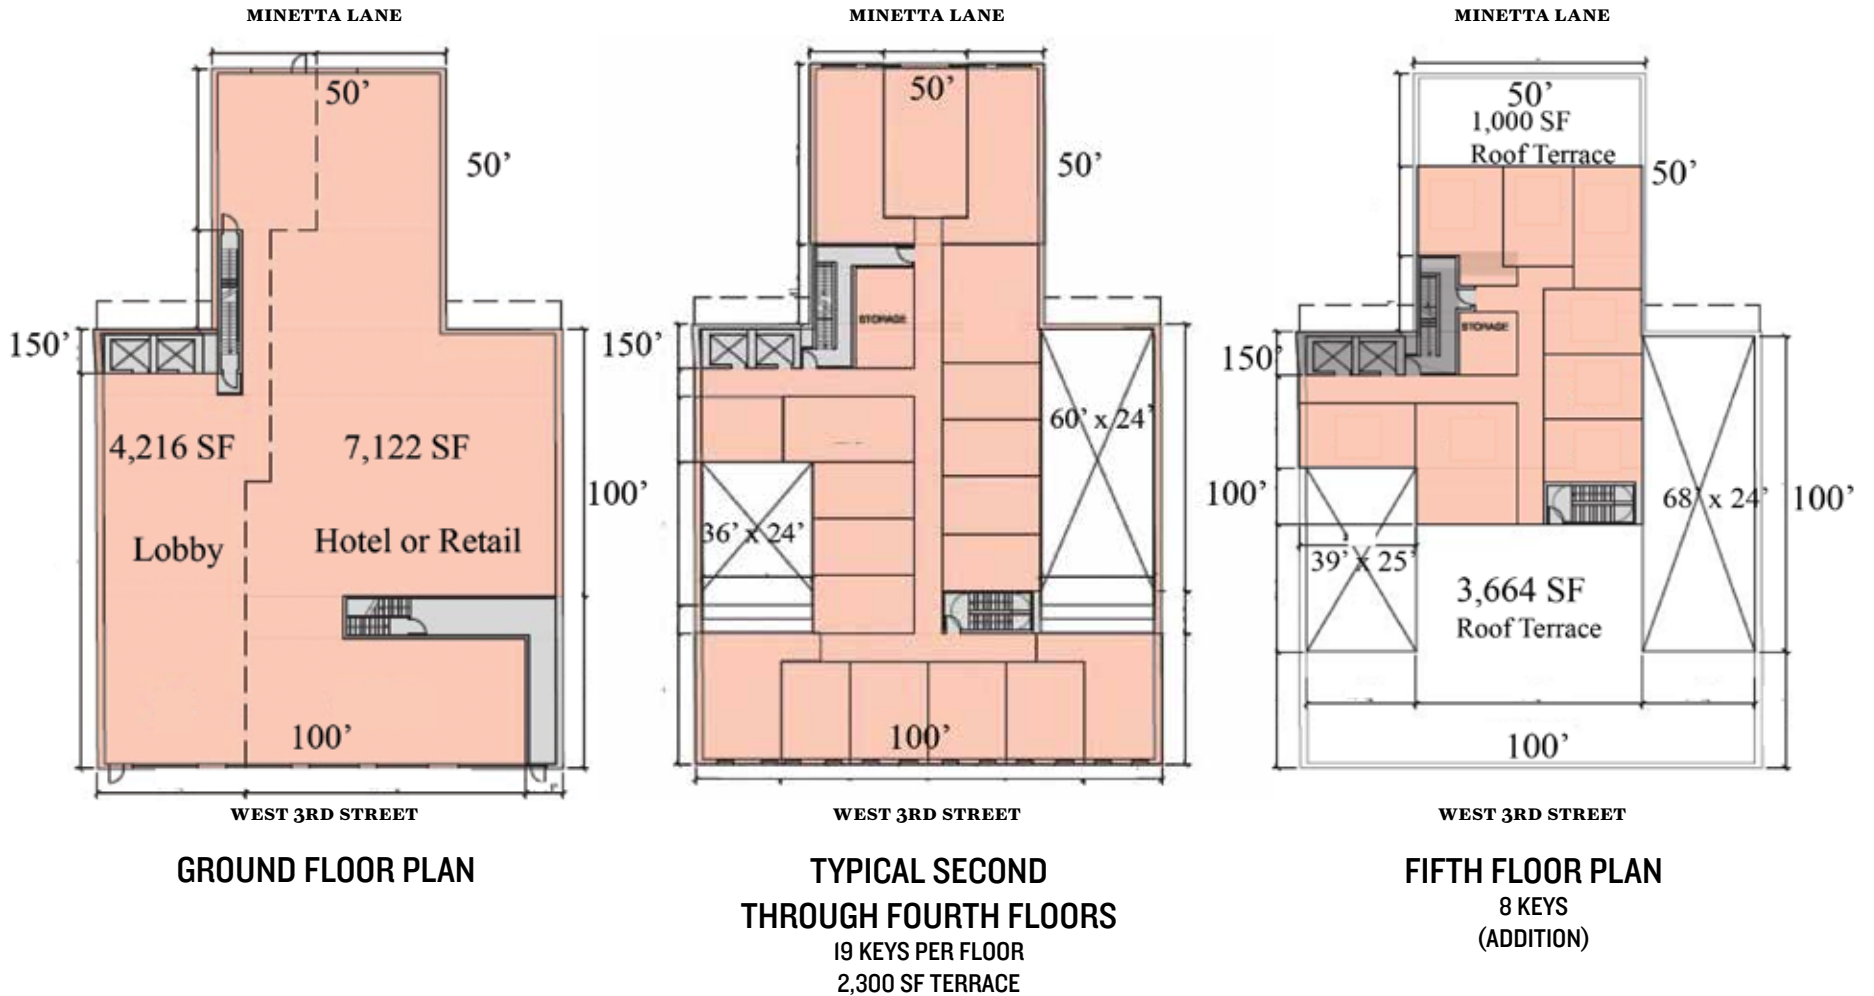 MINETTA LANE
50’
50’
150’
4,216 SF
7,122 SF
100’
Lobby
Hotel or Retail
100’
WEST 3RD STREET
GROUND FLOOR PLAN
MINETTA LANE
50’
50’
STORAGE
150’
60’ x 24’
36’ x 24’
100’
WEST 3RD STREET
TYPICAL SECOND
THROUGH FOURTH FLOORS
19 KEYS PER FLOOR
2,300 SF TERRACE
MINETTA LANE
50’
1,000 SF
Roof Terrace
50’
STORAGE
150’
100’
68’ x 24’
100’
39’ x 25’
3,664 SF
Roof Terrace
100’
WEST 3RD STREET
FIFTH FLOOR PLAN
8 KEYS
(ADDITION)